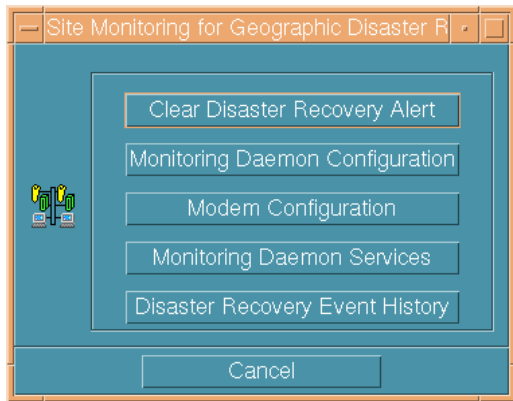 Site Monitoring for Geographic Disaster R
Clear Disaster Recovery Alert
Monitoring Daemon Configuration
Modem Configuration
Monitoring Daemon Services
Disaster Recovery Event History
Cancel